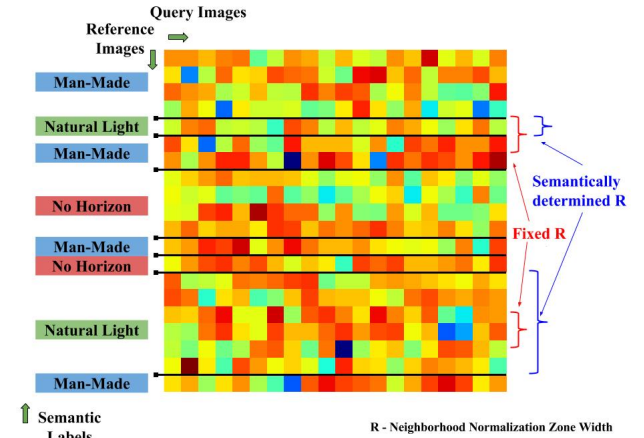 Query Images
Reference
Images
Man-Made
Natural Light
Man-Made
No Horizon
Man-Made
No Horizon
Natural Light
Man-Made
Semantically
determined R
Fixed R
Semantic
Labels
R - Neighborhood Normalization Zone Width